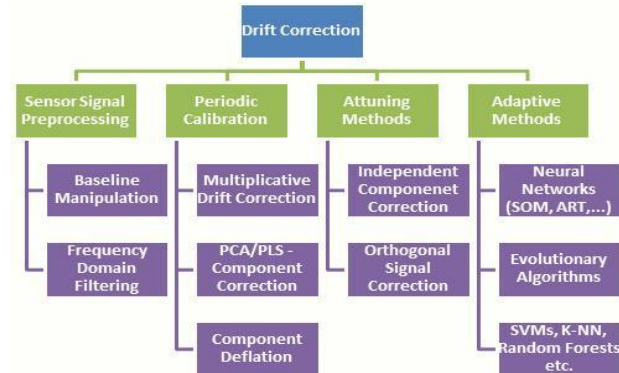 Drift Correction
Sensor Signal
Preprocessing
Periodic
Calibration
Attuning
Methods
Adaptive
Methods
Baseline
Manipulation
Frequency
Domain
Filtering
Multiplicative
Drift Correction
PCA/PLS -
Component
Correction
Component
Deflation
Independent
Componenet
Correction
Orthogonal
Signal
Correction
Neural
Networks
(SOM, ART,...)
Evolutionary
Algorithms
SVMs, K-NN,
Random Forests
etc.